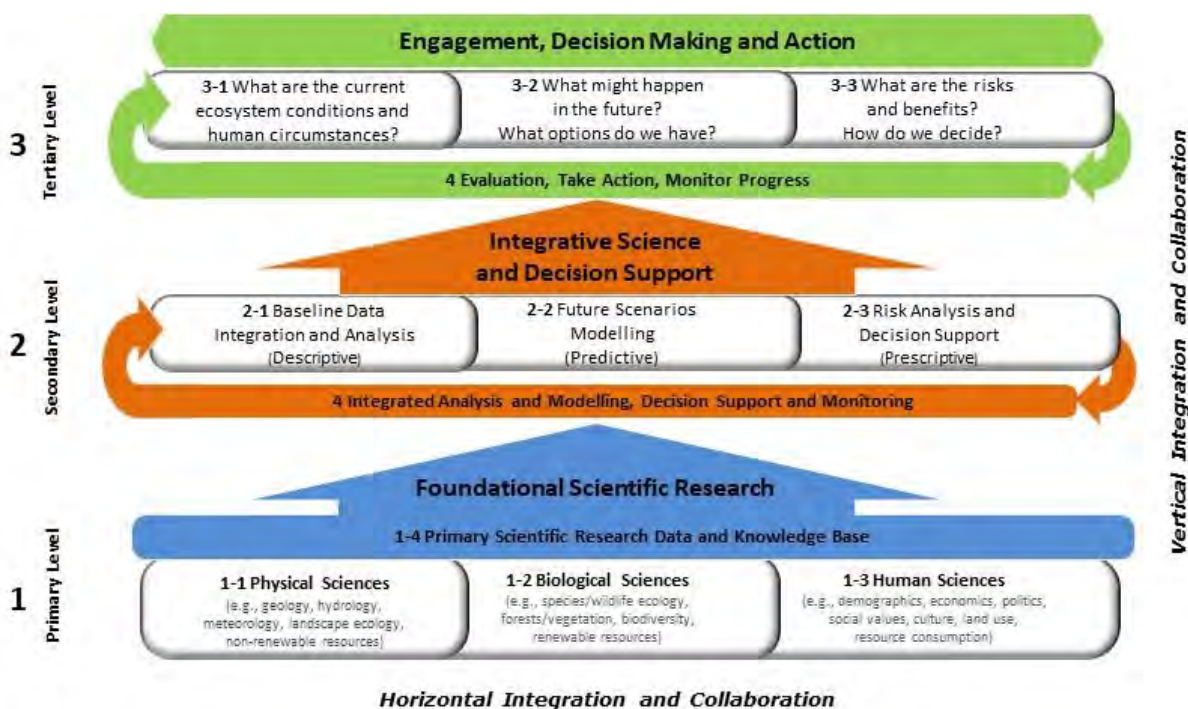 Engagement, Decision Making and Action
3-1 What are the current
ecosystem conditions and
human circumstances?
3-2 What might happen
in the future?
What options do we have?
3-3 What are the risks
and benefits?
How do we decide?
4 Evaluation, Take Action, Monitor Progress
3
Tertiary Level
Integrative Science
and Decision Support
2-1 Baseline Data
Integration and Analysis
(Descriptive)
2-2 Future Scenarios
Modelling
(Predictive)
2-3 Risk Analysis and
Decision Support
(Prescriptive)
4 Integrated Analysis and Modelling, Decision Support and Monitoring
2
Secondary Level
Foundational Scientific Research
1-4 Primary Scientific Research Data and Knowledge Base
1-1 Physical Sciences
(e.g., geology, hydrology,
meteorology, landscape ecology,
non-renewable resources)
1-2 Biological Sciences
(e.g., species/wildlife ecology,
forests/vegetation, biodiversity,
renewable resources)
1-3 Human Sciences
(e.g., demographics, economics, politics,
social values, culture, land use,
resource consumption)
1
Primary Level
Vertical Integration and Collaboration
Horizontal Integration and Collaboration